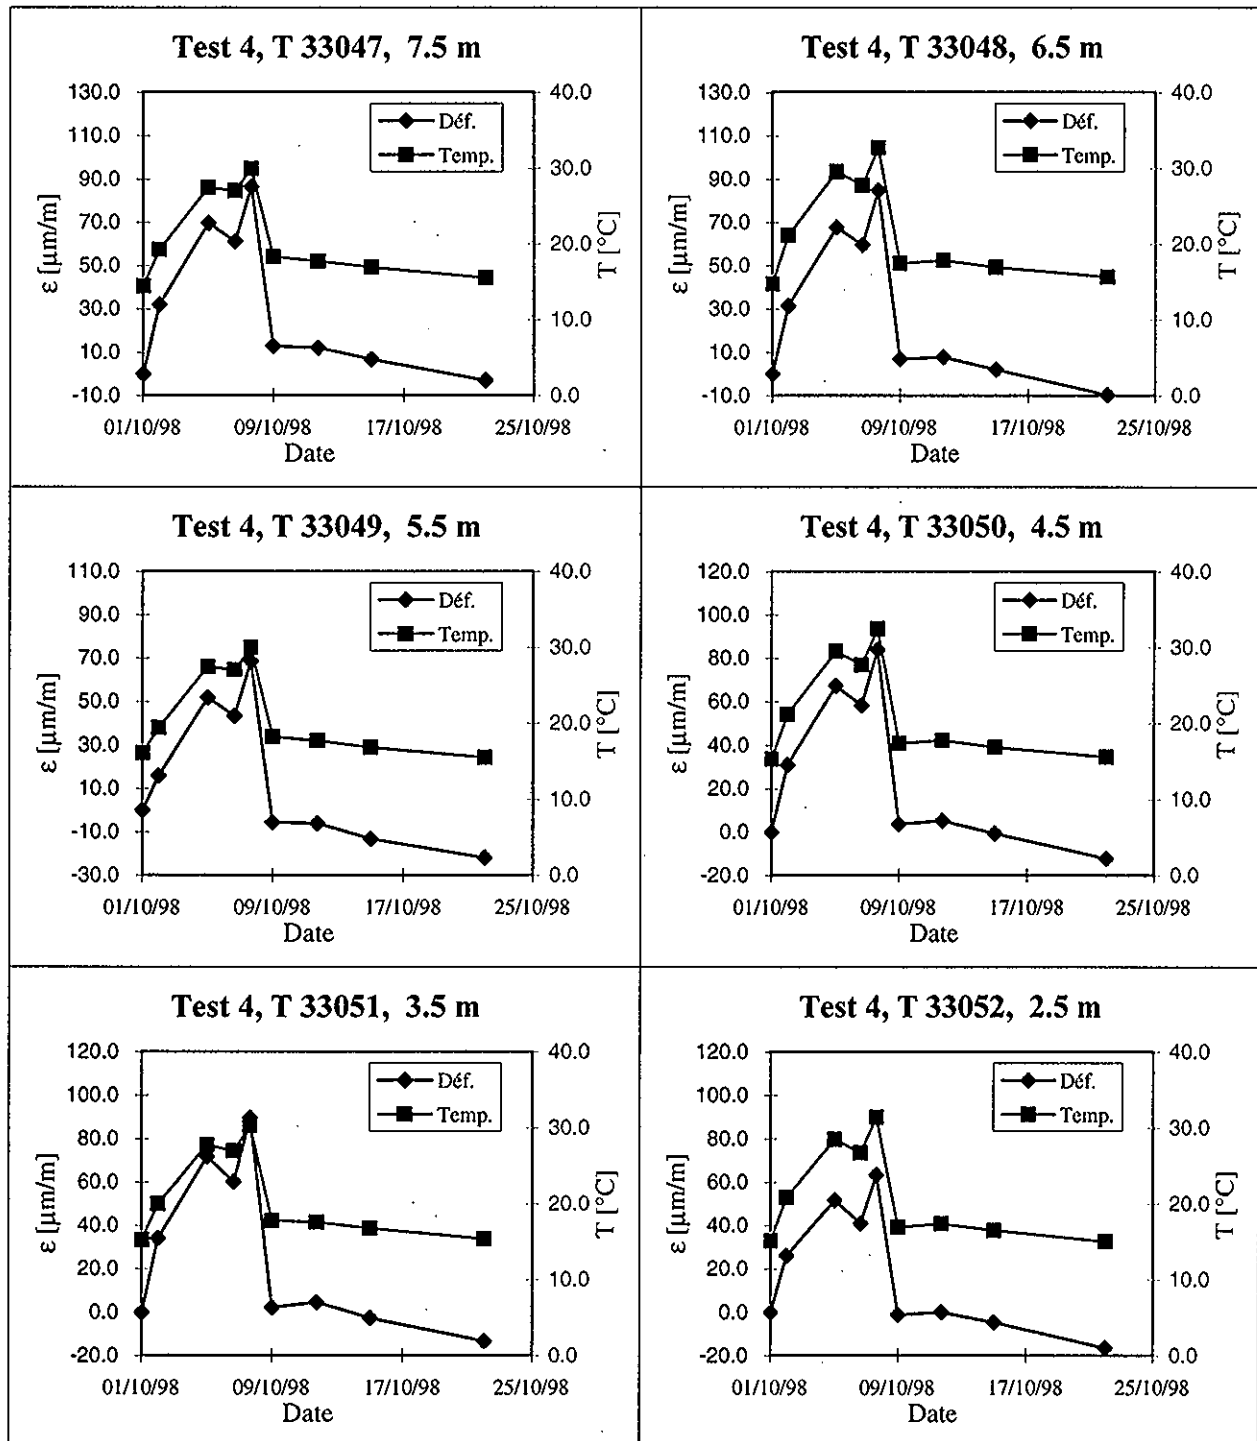 Test 4, T 33047, 7.5 m
130.0
110.0
90.0
70.0
50.0
30.0
10.0
-10.0
ε [µm/m]
40.0
30.0
20.0
10.0
0.0
T [°C]
Déf.
Temp.
01/10/98 09/10/98 17/10/98 25/10/98
Date
Test 4, T 33048, 6.5 m
130.0
110.0
90.0
70.0
50.0
30.0
10.0
-10.0
ε [µm/m]
40.0
30.0
20.0
10.0
0.0
T [°C]
Déf.
Temp.
01/10/98 09/10/98 17/10/98 25/10/98
Date
Test 4, T 33049, 5.5 m
110.0
90.0
70.0
50.0
30.0
10.0
-10.0
-30.0
ε [µm/m]
40.0
30.0
20.0
10.0
0.0
T [°C]
Déf.
Temp.
01/10/98 09/10/98 17/10/98 25/10/98
Date
Test 4, T 33050, 4.5 m
120.0
100.0
80.0
60.0
40.0
20.0
0.0
-20.0
ε [µm/m]
40.0
30.0
20.0
10.0
0.0
T [°C]
Déf.
Temp.
01/10/98 09/10/98 17/10/98 25/10/98
Date
Test 4, T 33051, 3.5 m
120.0
100.0
80.0
60.0
40.0
20.0
0.0
-20.0
ε [µm/m]
40.0
30.0
20.0
10.0
0.0
T [°C]
Déf.
Temp.
01/10/98 09/10/98 17/10/98 25/10/98
Date
Test 4, T 33052, 2.5 m
120.0
100.0
80.0
60.0
40.0
20.0
0.0
-20.0
ε [µm/m]
40.0
30.0
20.0
10.0
0.0
T [°C]
Déf.
Temp.
01/10/98 09/10/98 17/10/98 25/10/98
Date